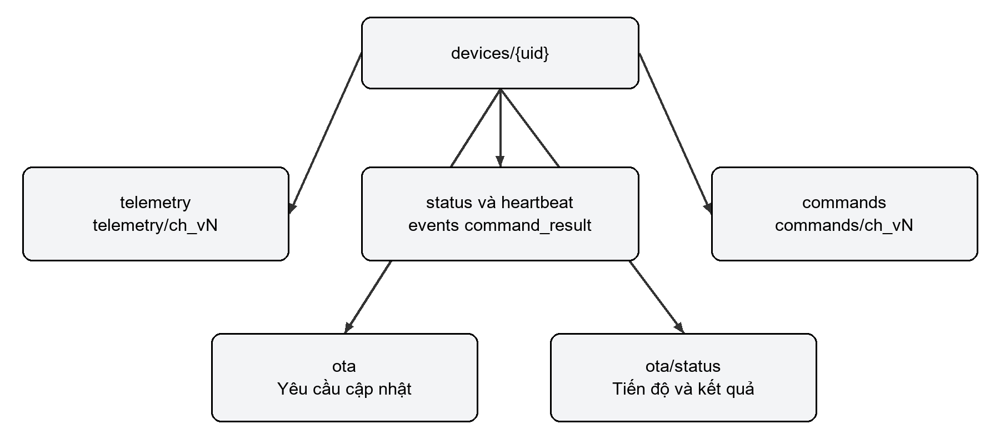 devices/{uid}
telemetry
telemetry/ch_vN
status và heartbeat
events command_result
commands
commands/ch_vN
ota
Yêu cầu cập nhật
ota/status
Tiến độ và kết quả